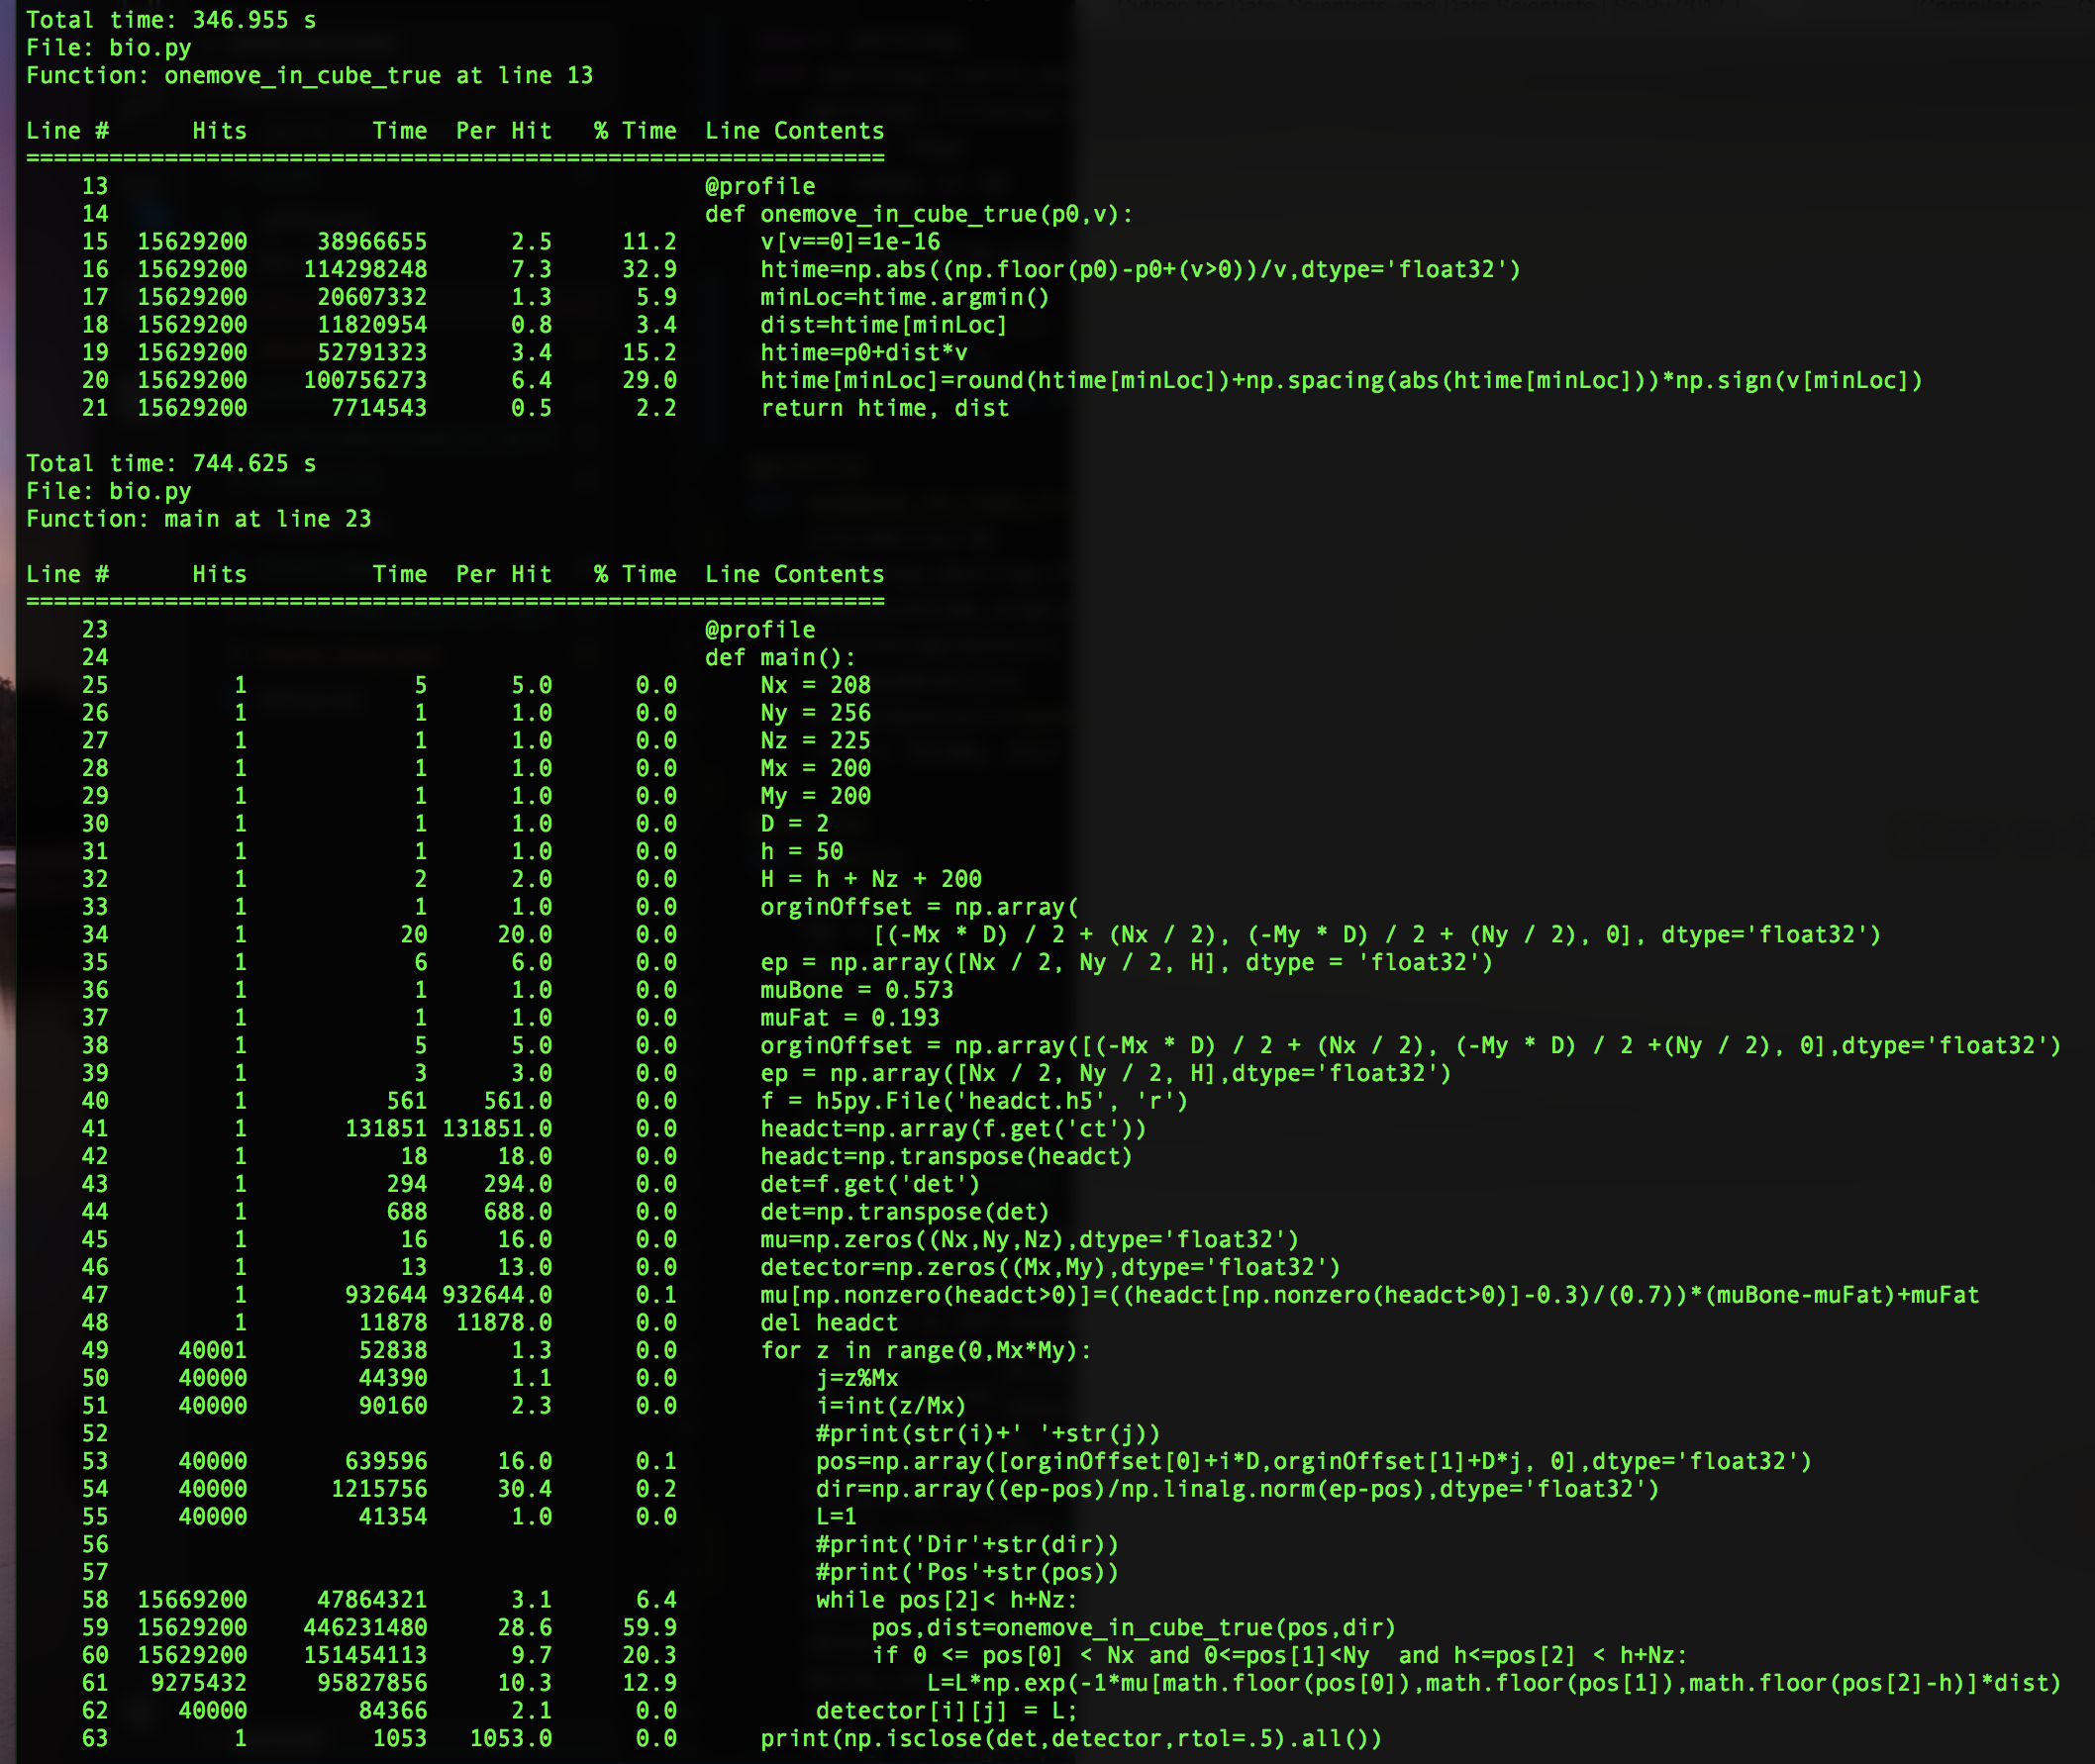 Total time: 346.955 s
File: bio.py
Function: onemove_in_cube_true at line 13

Line #      Hits         Time  Per Hit   % Time  Line Contents
==============================================================
    13                                           @profile
    14                                           def onemove_in_cube_true(p0,v):
    15  15629200     38966655      2.5     11.2      v[v==0]=1e-16
    16  15629200    114298248      7.3     32.9      htime=np.abs((np.floor(p0)-p0+(v>0))/v,dtype='float32')
    17  15629200     20607332      1.3      5.9      minLoc=htime.argmin()
    18  15629200     11820954      0.8      3.4      dist=htime[minLoc]
    19  15629200     52791323      3.4     15.2      htime=p0+dist*v
    20  15629200    100756273      6.4     29.0      htime[minLoc]=round(htime[minLoc])+np.spacing(abs(htime[minLoc]))*np.sign(v[minLoc])
    21  15629200      7714543      0.5      2.2      return htime, dist

Total time: 744.625 s
File: bio.py
Function: main at line 23

Line #      Hits         Time  Per Hit   % Time  Line Contents
==============================================================
    23                                           @profile
    24                                           def main():
    25         1            5      5.0      0.0      Nx = 208
    26         1            1      1.0      0.0      Ny = 256
    27         1            1      1.0      0.0      Nz = 225
    28         1            1      1.0      0.0      Mx = 200
    29         1            1      1.0      0.0      My = 200
    30         1            1      1.0      0.0      D = 2
    31         1            1      1.0      0.0      h = 50
    32         1            2      2.0      0.0      H = h + Nz + 200
    33         1            1      1.0      0.0      orginOffset = np.array(
    34         1           20     20.0      0.0              [(-Mx * D) / 2 + (Nx / 2), (-My * D) / 2 + (Ny / 2), 0], dtype='float32')
    35         1            6      6.0      0.0      ep = np.array([Nx / 2, Ny / 2, H], dtype = 'float32')
    36         1            1      1.0      0.0      muBone = 0.573
    37         1            1      1.0      0.0      muFat = 0.193
    38         1            5      5.0      0.0      orginOffset = np.array([(-Mx * D) / 2 + (Nx / 2), (-My * D) / 2 +(Ny / 2), 0],dtype='float32')
    39         1            3      3.0      0.0      ep = np.array([Nx / 2, Ny / 2, H],dtype='float32')
    40         1          561    561.0      0.0      f = h5py.File('headct.h5', 'r')
    41         1       131851 131851.0      0.0      headct=np.array(f.get('ct'))
    42         1           18     18.0      0.0      headct=np.transpose(headct)
    43         1          294    294.0      0.0      det=f.get('det')
    44         1          688    688.0      0.0      det=np.transpose(det)
    45         1           16     16.0      0.0      mu=np.zeros((Nx,Ny,Nz),dtype='float32')
    46         1           13     13.0      0.0      detector=np.zeros((Mx,My),dtype='float32')
    47         1       932644 932644.0      0.1      mu[np.nonzero(headct>0)]=((headct[np.nonzero(headct>0)]-0.3)/(0.7))*(muBone-muFat)+muFat
    48         1        11878  11878.0      0.0      del headct
    49     40001        52838      1.3      0.0      for z in range(0,Mx*My):
    50     40000        44390      1.1      0.0          j=z%Mx
    51     40000        90160      2.3      0.0          i=int(z/Mx)
    52                                                   #print(str(i)+' '+str(j))
    53     40000       639596     16.0      0.1          pos=np.array([orginOffset[0]+i*D,orginOffset[1]+D*j, 0],dtype='float32')
    54     40000      1215756     30.4      0.2          dir=np.array((ep-pos)/np.linalg.norm(ep-pos),dtype='float32')
    55     40000        41354      1.0      0.0          L=1
    56                                                   #print('Dir'+str(dir))
    57                                                   #print('Pos'+str(pos))
    58  15669200     47864321      3.1      6.4          while pos[2]< h+Nz:
    59  15629200    446231480     28.6     59.9              pos,dist=onemove_in_cube_true(pos,dir)
    60  15629200    151454113      9.7     20.3              if 0 <= pos[0] < Nx and 0<=pos[1]<Ny  and h<=pos[2] < h+Nz:
    61   9275432     95827856     10.3     12.9                  L=L*np.exp(-1*mu[math.floor(pos[0]),math.floor(pos[1]),math.floor(pos[2]-h)]*dist)
    62     40000        84366      2.1      0.0          detector[i][j] = L;
    63         1         1053   1053.0      0.0      print(np.isclose(det,detector,rtol=.5).all())